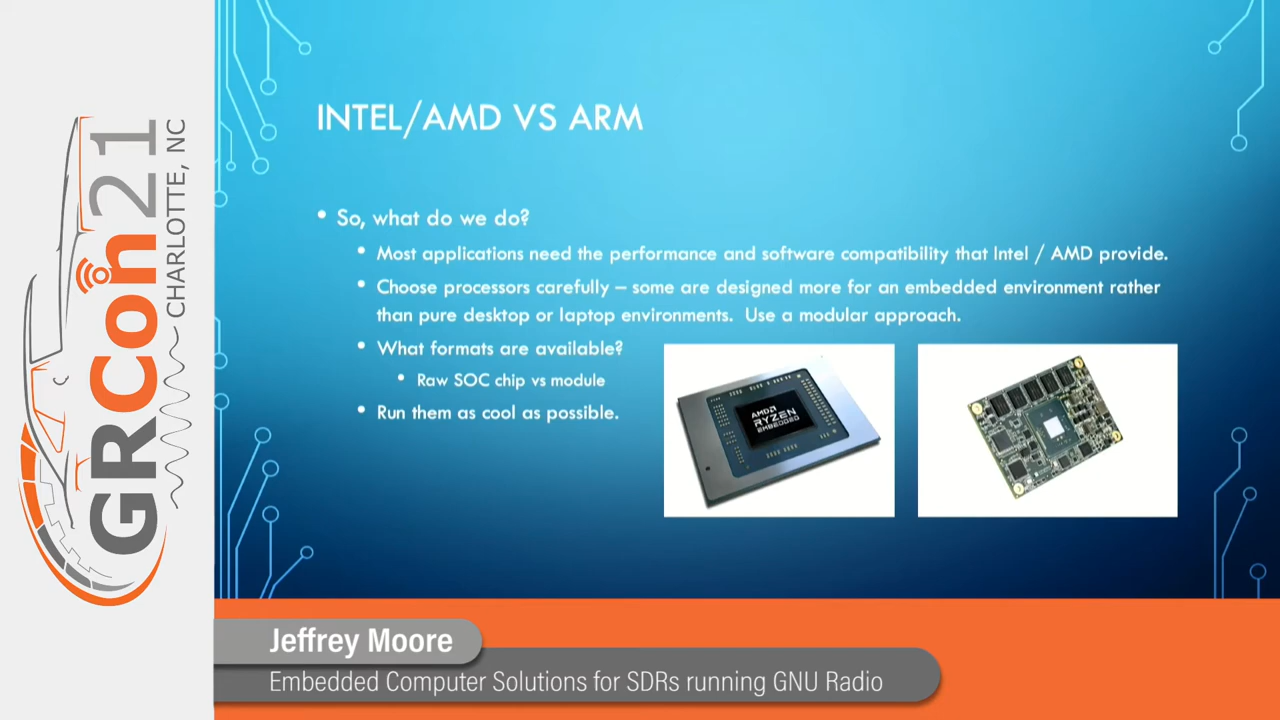 GRCon21
CHARLOTTE, NC
INTEL/AMD VS ARM
• So, what do we do?
• Most applications need the performance and software compatibility that Intel / AMD provide.
• Choose processors carefully – some are designed more for an embedded environment rather
than pure desktop or laptop environments. Use a modular approach.
• What formats are available?
• Raw SOC chip vs module
• Run them as cool as possible.
AMD
RYZEN
EMBEDDED
Jeffrey Moore
Embedded Computer Solutions for SDRs running GNU Radio